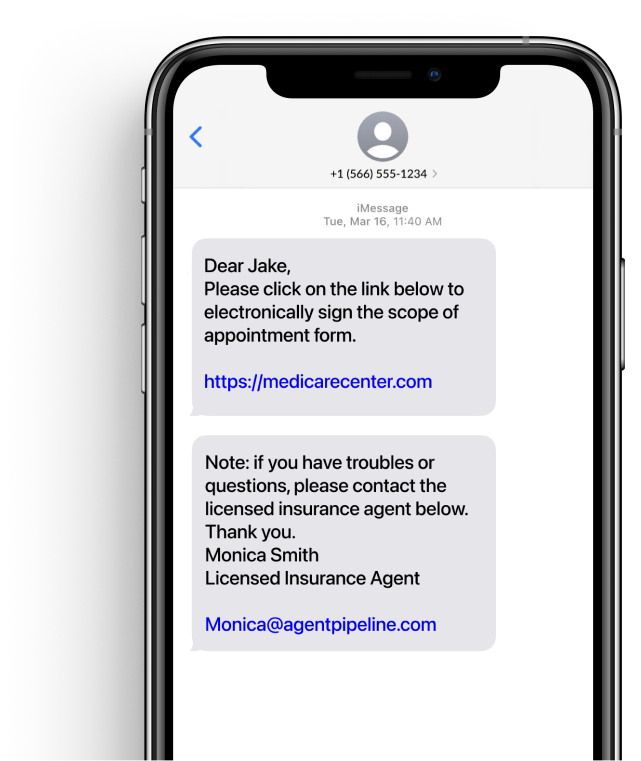 +1 (566) 555-1234 >
iMessage
Tue, Mar 16, 11:40 AM
Dear Jake,
Please click on the link below to
electronically sign the scope of
appointment form.
https://medicarecenter.com
Note: if you have troubles or
questions, please contact the
licensed insurance agent below.
Thank you.
Monica Smith
Licensed Insurance Agent
Monica@agentpipeline.com